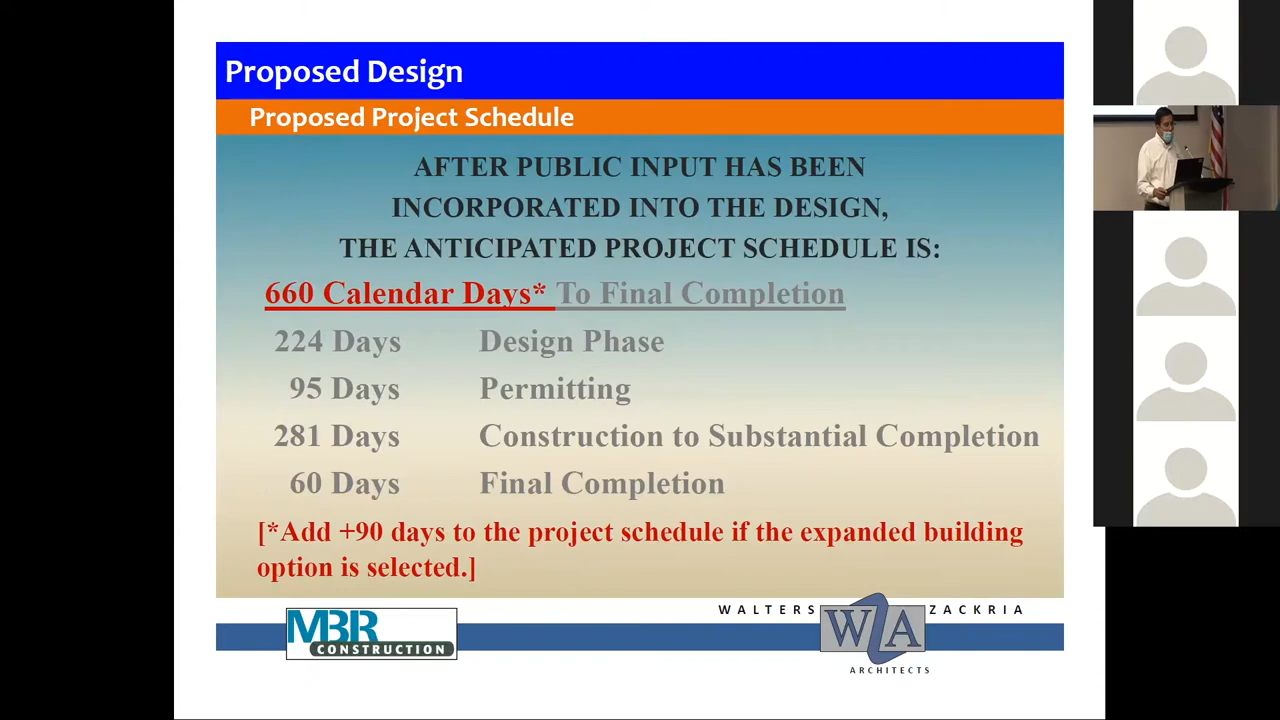 Proposed Design
Proposed Project Schedule
AFTER PUBLIC INPUT HAS BEEN
INCORPORATED INTO THE DESIGN,
THE ANTICIPATED PROJECT SCHEDULE IS:
660 Calendar Days* To Final Completion
224 Days Design Phase
95 Days Permitting
281 Days Construction to Substantial Completion
60 Days Final Completion
[*Add +90 days to the project schedule if the expanded building
option is selected.]
MBR
CONSTRUCTION
WALTERS WZA ZACKRIA
ARCHITECTS